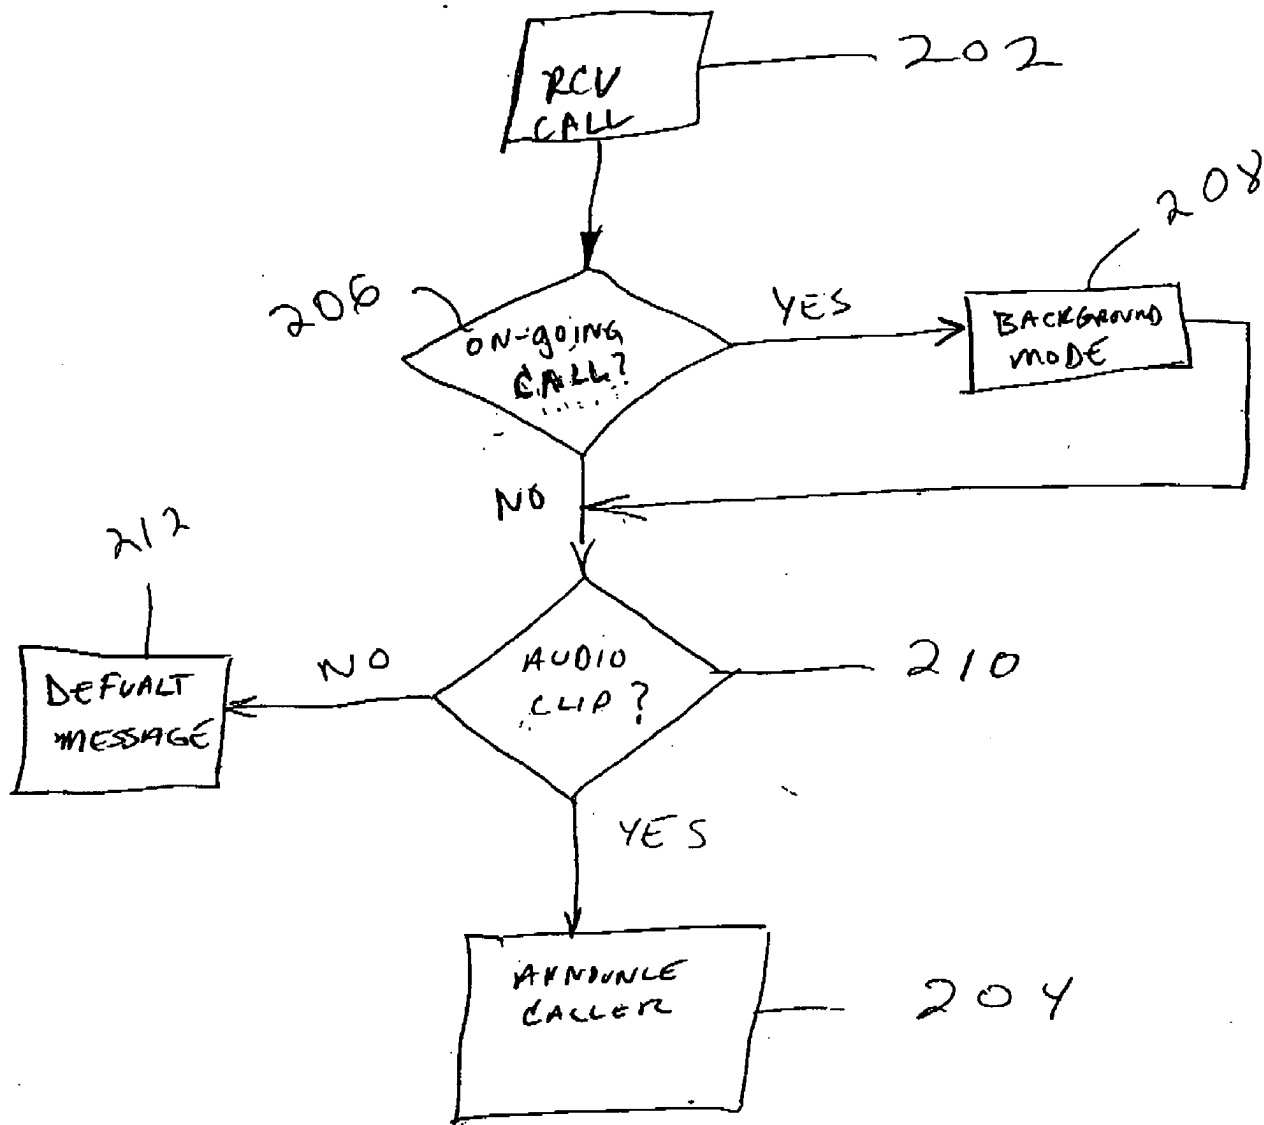 RCV
CALL
202
208
206
ON-GOING
CALL?
YES
BACKGROUND
MODE
NO
212
AUDIO
CLIP?
210
NO
DEFUALT
MESSAGE
YES
ANNOUNCE
CALLER
204